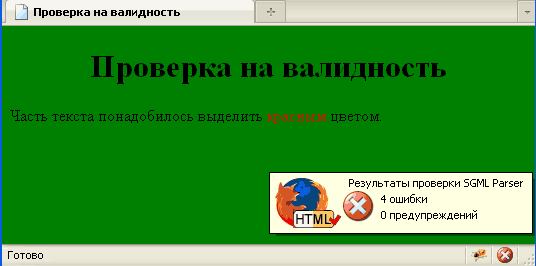 Проверка на валидность
Проверка на валидность
Часть текста понадобилось выделить красным цветом.
Результаты проверки SGML Parser
4 ошибки
0 предупреждений
HTML
Готово